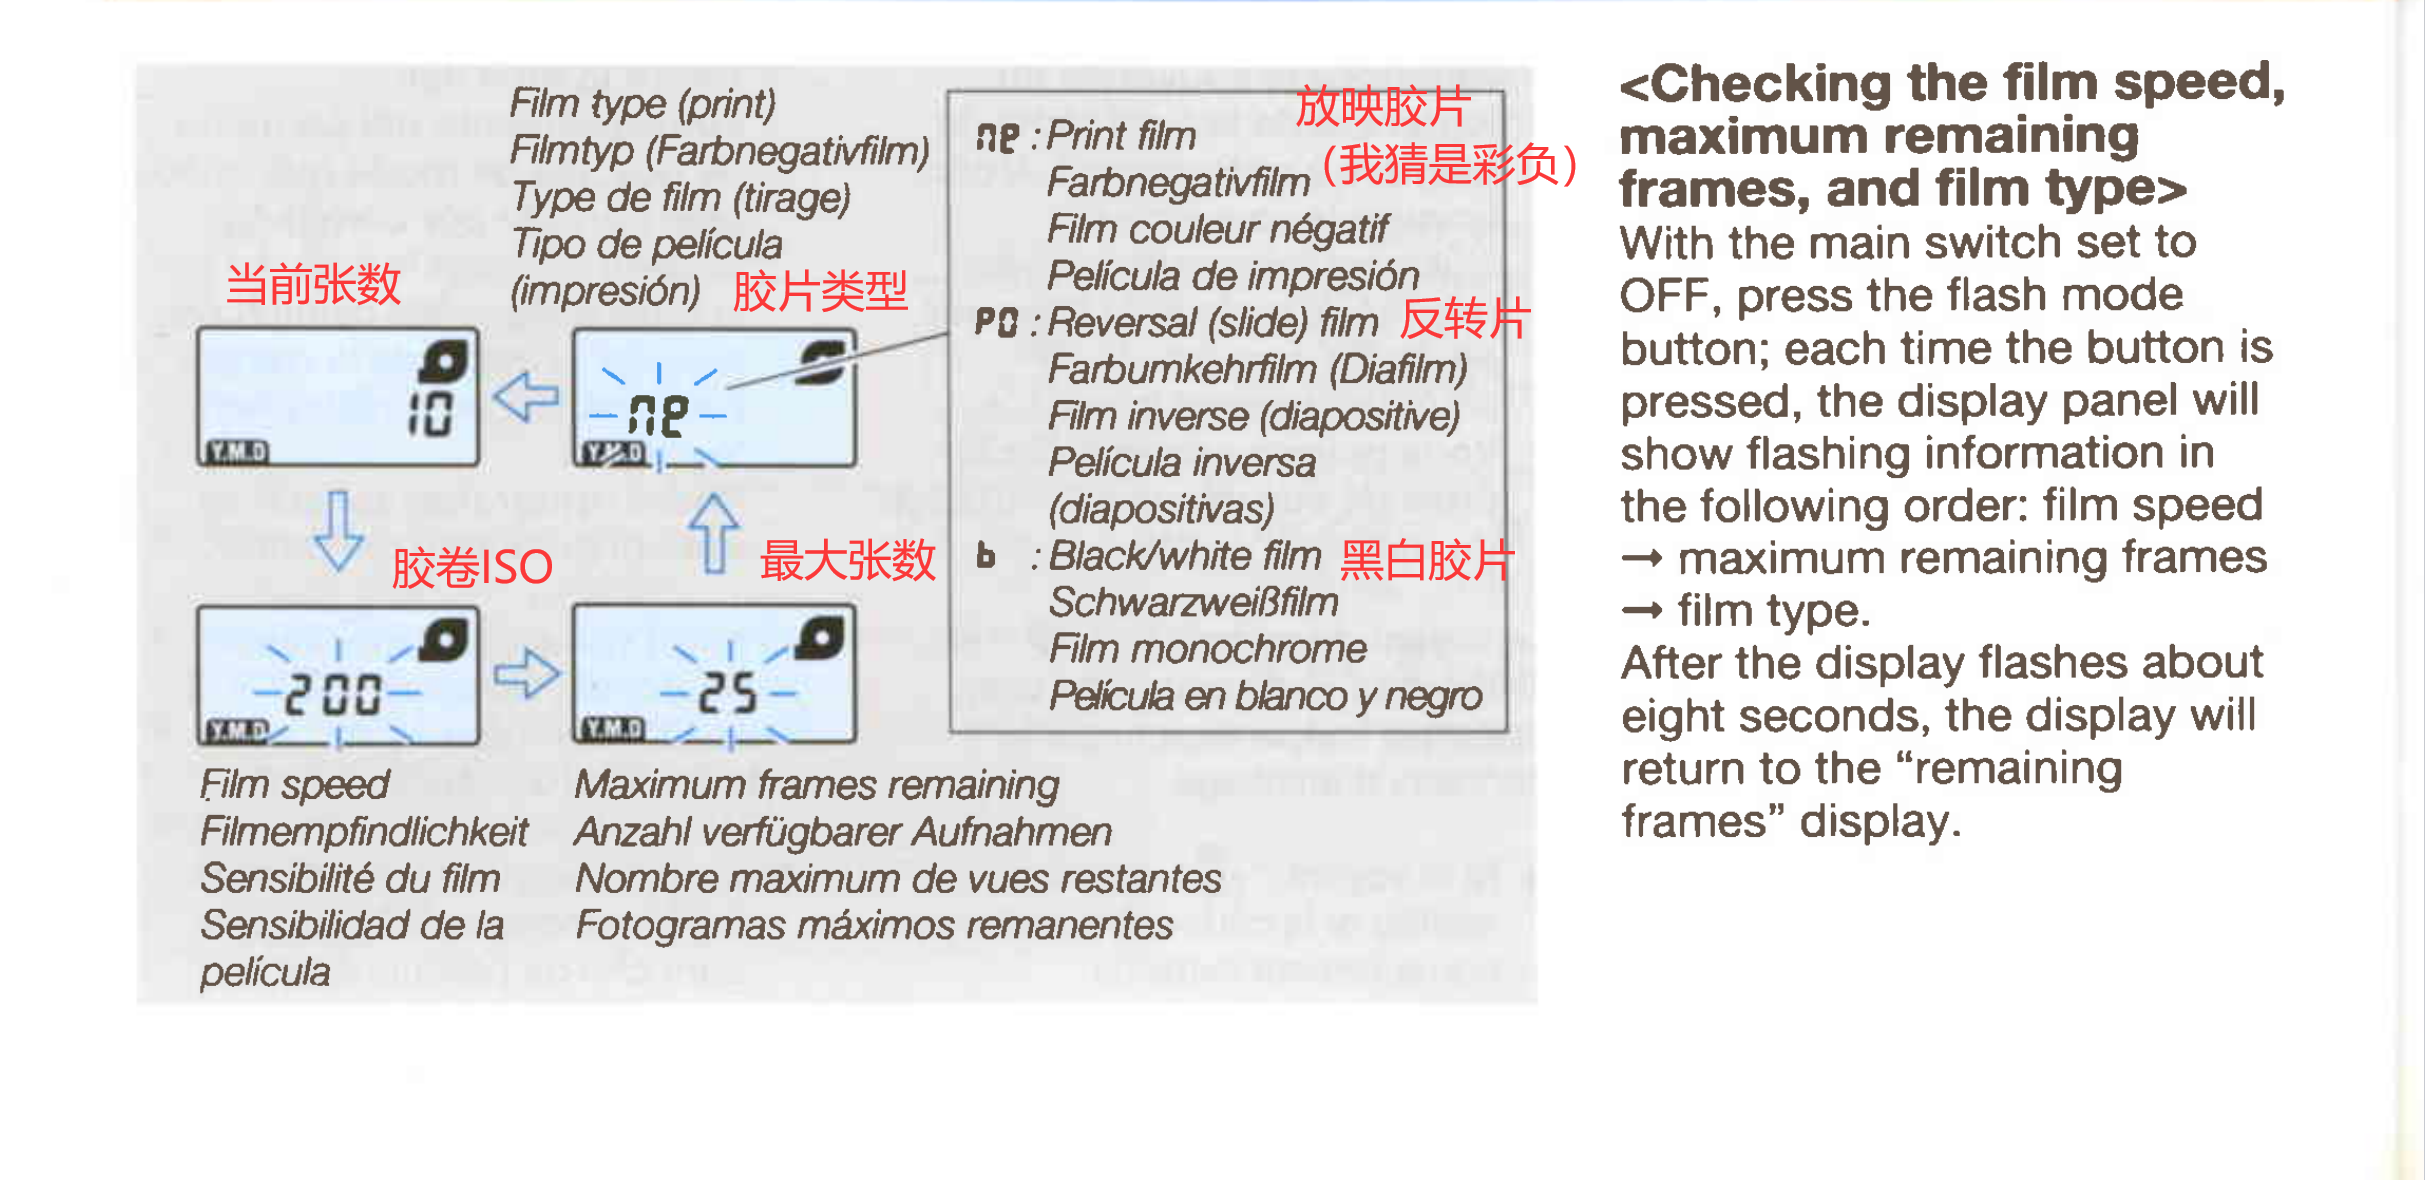 Film type (print)
Filmtyp (Farbnegativfilm)
Type de film (tirage)
Tipo de película
(impresión) 胶片类型
当前张数
10
Y.M.D
ne
Y.M.D
胶卷ISO
最大张数
200
Y.M.D
25
Y.M.D
Film speed
Filmempfindlichkeit
Sensibilité du film
Sensibilidad de la
película
Maximum frames remaining
Anzahl verfügbarer Aufnahmen
Nombre maximum de vues restantes
Fotogramas máximos remanentes
放映胶片
（我猜是彩负）
ne : Print film
Farbnegativfilm
Film couleur négatif
Película de impresión
PO : Reversal (slide) film 反转片
Farbumkehrfilm (Diafilm)
Film inverse (diapositive)
Película inversa
(diapositivas)
b : Black/white film 黑白胶片
Schwarzweißfilm
Film monochrome
Película en blanco y negro
<Checking the film speed,
maximum remaining
frames, and film type>
With the main switch set to
OFF, press the flash mode
button; each time the button is
pressed, the display panel will
show flashing information in
the following order: film speed
→ maximum remaining frames
→ film type.
After the display flashes about
eight seconds, the display will
return to the “remaining
frames” display.